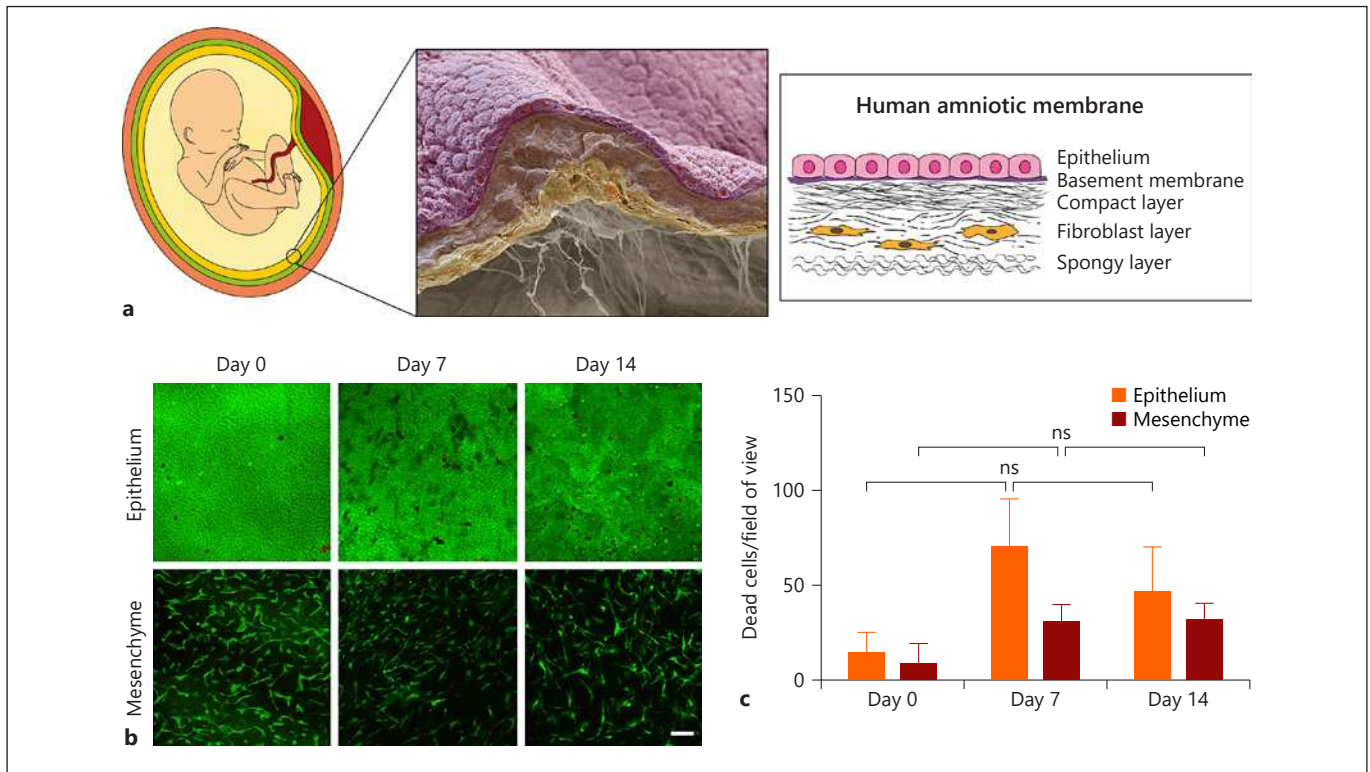 Human amniotic membrane
Epithelium
Basement membrane
Compact layer
Fibroblast layer
Spongy layer
a
Day 0 Day 7 Day 14
Epithelium
Mesenchyme
b
150
100
50
0
Dead cells/field of view
Epithelium
Mesenchyme
ns
ns
Day 0 Day 7 Day 14
c